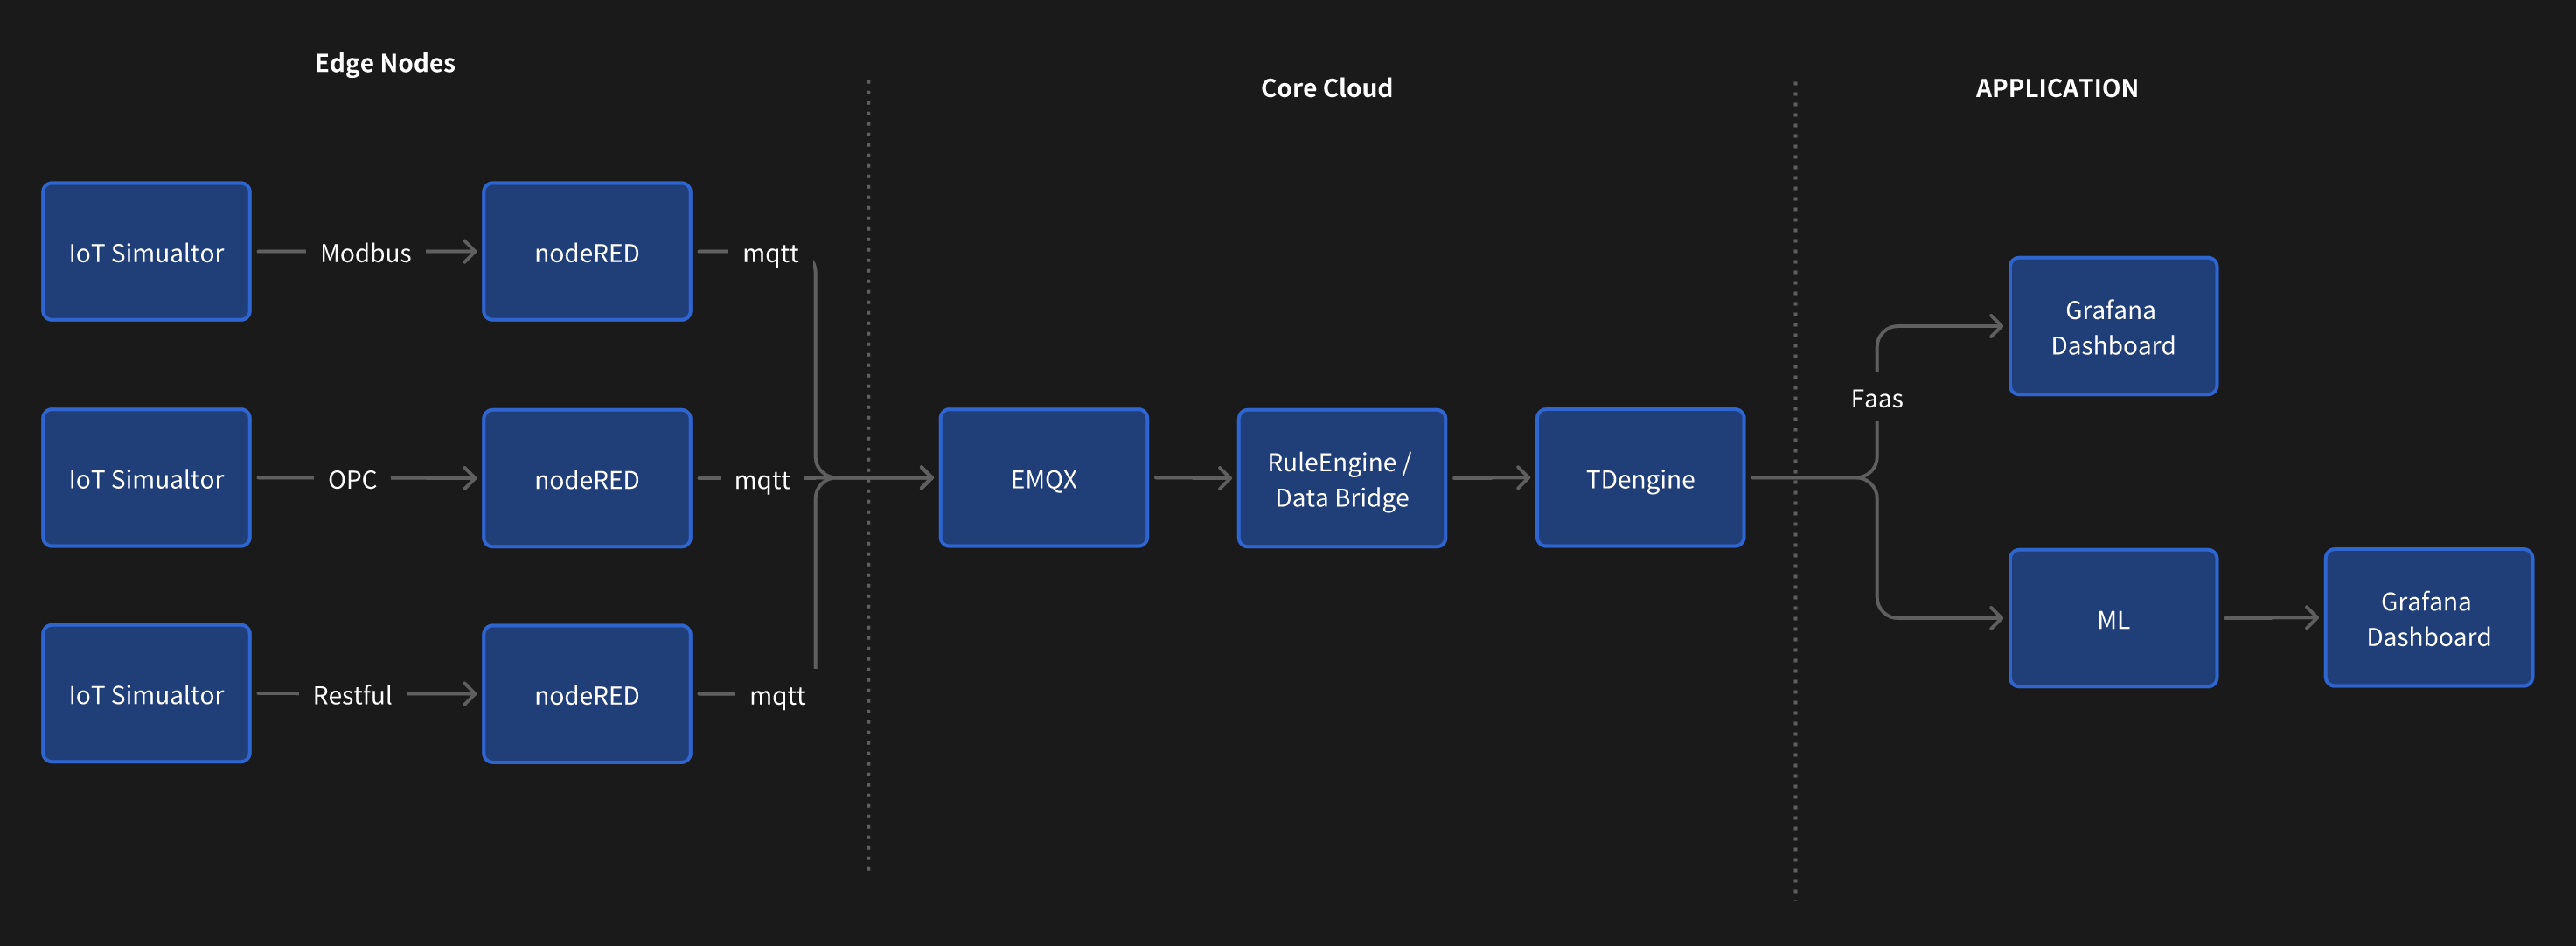 Edge Nodes
Core Cloud
APPLICATION
IoT Simualtor
Modbus
nodeRED
mqtt
IoT Simualtor
OPC
nodeRED
mqtt
IoT Simualtor
Restful
nodeRED
mqtt
EMQX
RuleEngine /
Data Bridge
TDengine
Faas
Grafana
Dashboard
ML
Grafana
Dashboard